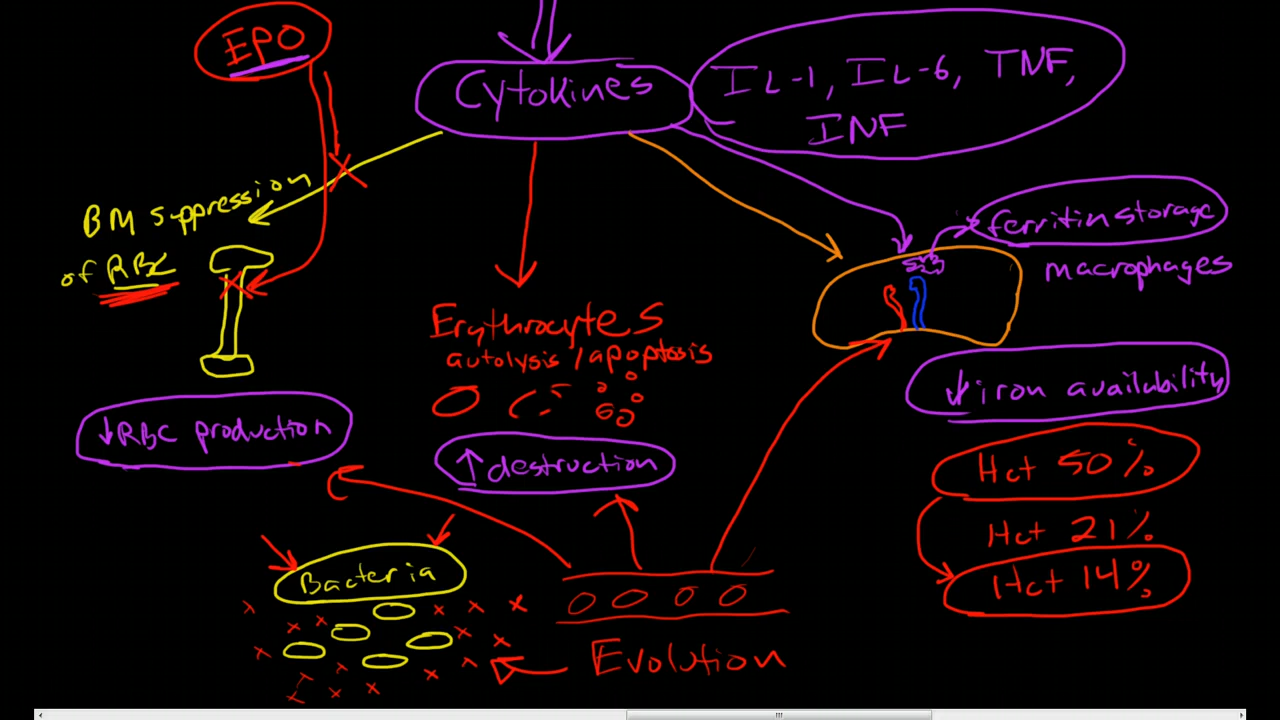 EPO
Cytokines
IL-1, IL-6, TNF,
INF
BM suppression
of RBC
ferritin storage
macrophages
Erythrocytes
autolysis / apoptosis
↓ iron availability
↓RBC production
↑ destruction
Hct 50%
Hct 21%
Hct 14%
Bacteria
Evolution